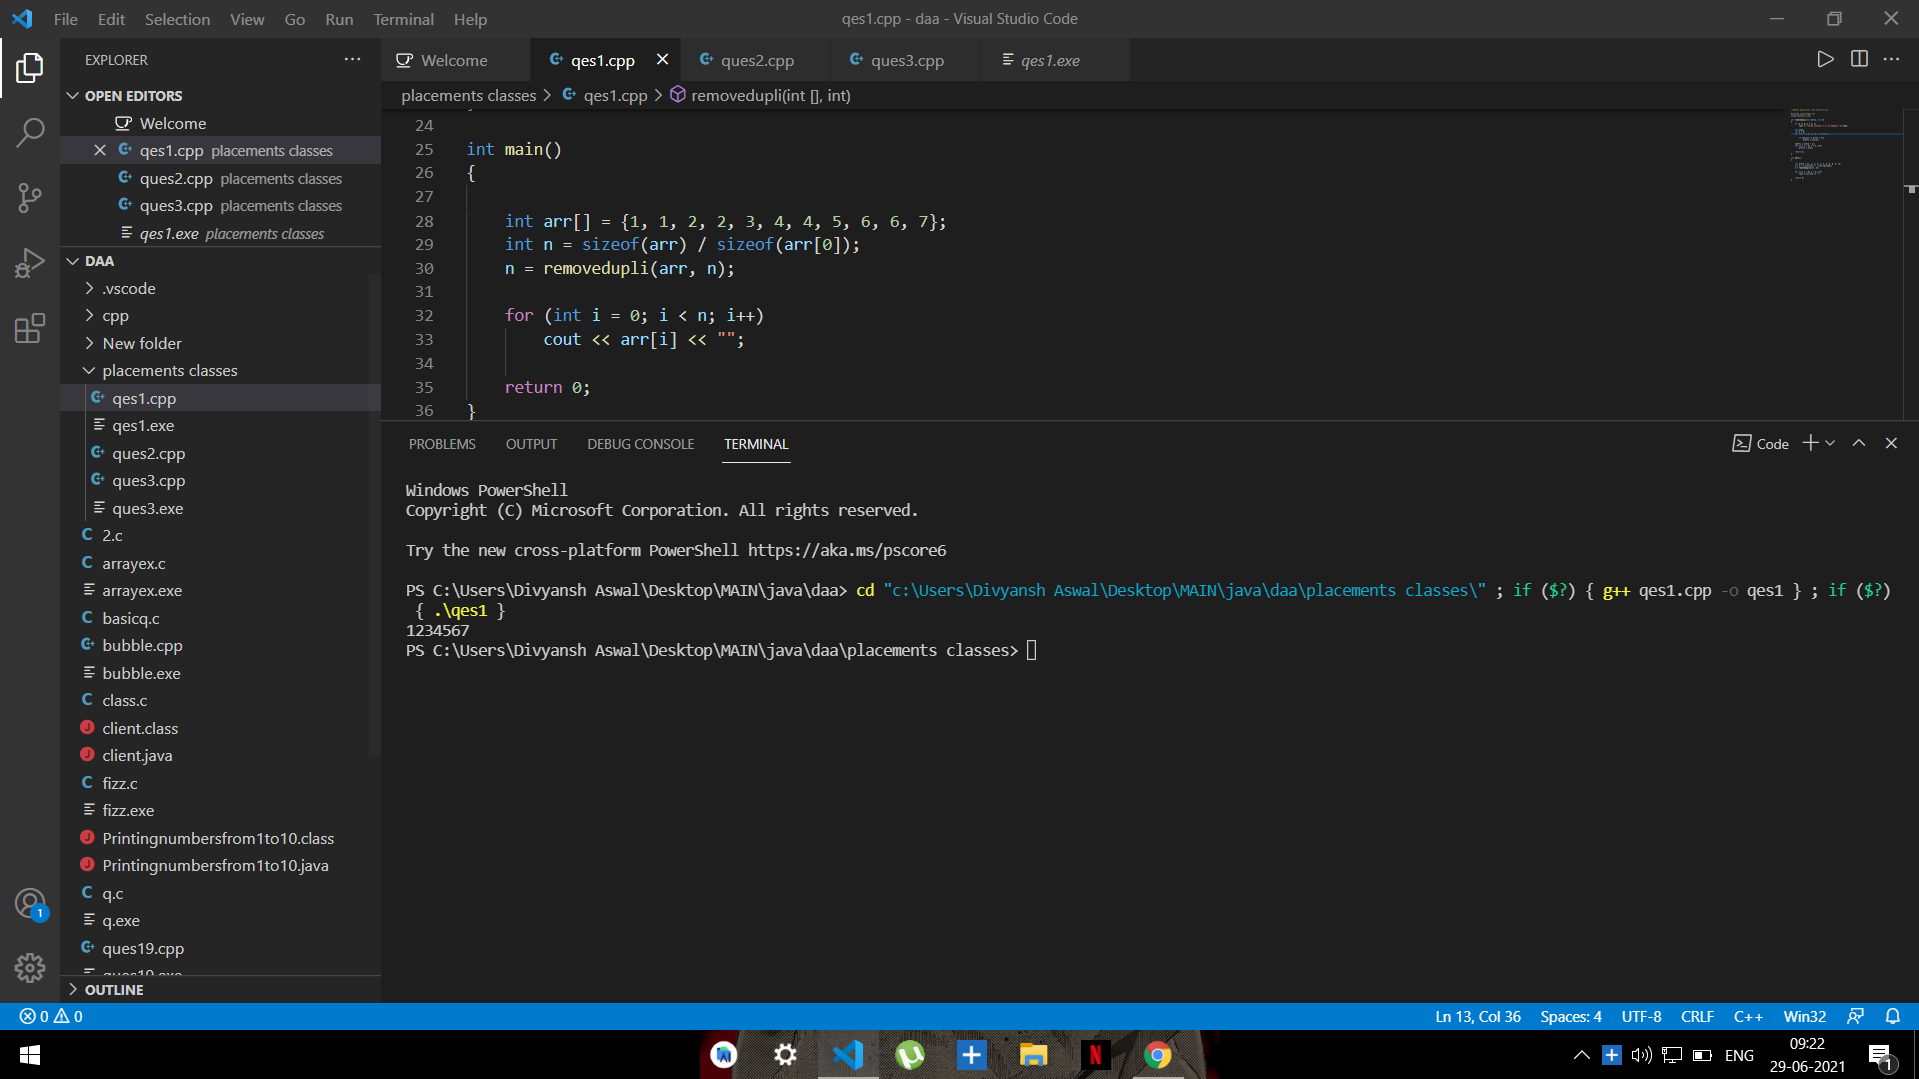 File Edit Selection View Go Run Terminal Help
qes1.cpp - daa - Visual Studio Code
EXPLORER
OPEN EDITORS
Welcome
qes1.cpp placements classes
ques2.cpp placements classes
ques3.cpp placements classes
qes1.exe placements classes
DAA
.vscode
cpp
New folder
placements classes
qes1.cpp
qes1.exe
ques2.cpp
ques3.cpp
ques3.exe
2.c
arrayex.c
arrayex.exe
basicq.c
bubble.cpp
bubble.exe
class.c
client.class
client.java
fizz.c
fizz.exe
Printingnumbersfrom1to10.class
Printingnumbersfrom1to10.java
q.c
q.exe
ques19.cpp
ques19.exe
OUTLINE
Welcome qes1.cpp ques2.cpp ques3.cpp qes1.exe
placements classes > qes1.cpp > removedupli(int [], int)
24
25 int main()
26 {
27
28 int arr[] = {1, 1, 2, 2, 3, 4, 4, 5, 6, 6, 7};
29 int n = sizeof(arr) / sizeof(arr[0]);
30 n = removedupli(arr, n);
31
32 for (int i = 0; i < n; i++)
33 cout << arr[i] << "";
34
35 return 0;
36 }
PROBLEMS OUTPUT DEBUG CONSOLE TERMINAL
Code
Windows PowerShell
Copyright (C) Microsoft Corporation. All rights reserved.
Try the new cross-platform PowerShell https://aka.ms/pscore6
PS C:\Users\Divyansh Aswal\Desktop\MAIN\java\daa> cd "c:\Users\Divyansh Aswal\Desktop\MAIN\java\daa\placements classes\" ; if ($?) { g++ qes1.cpp -o qes1 } ; if ($?)
{ .\qes1 }
1234567
PS C:\Users\Divyansh Aswal\Desktop\MAIN\java\daa\placements classes>
1
0 0
Ln 13, Col 36 Spaces: 4 UTF-8 CRLF C++ Win32
N
ENG
09:22
29-06-2021
1